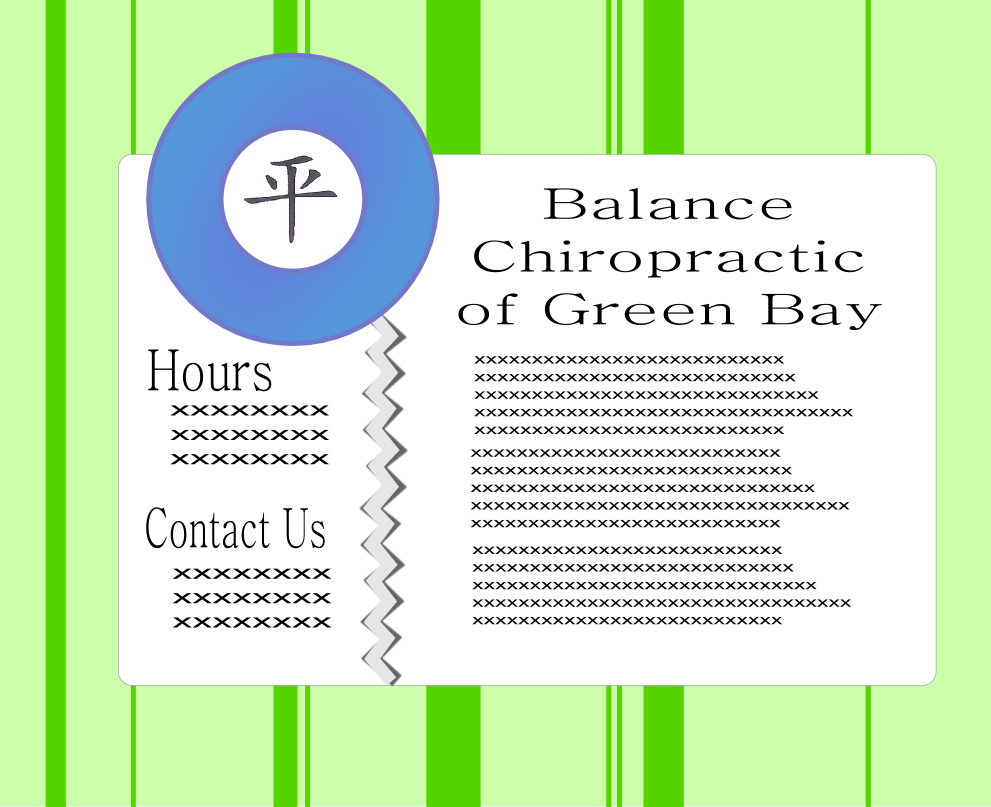 平
Balance
Chiropractic
of Green Bay
Hours
xxxxxxxx
xxxxxxxx
xxxxxxxx
Contact Us
xxxxxxxx
xxxxxxxx
xxxxxxxx
xxxxxxxxxxxxxxxxxxxxxxxxxxx
xxxxxxxxxxxxxxxxxxxxxxxxxxxx
xxxxxxxxxxxxxxxxxxxxxxxxxxxxxx
xxxxxxxxxxxxxxxxxxxxxxxxxxxxxxxxx
xxxxxxxxxxxxxxxxxxxxxxxxxxx
xxxxxxxxxxxxxxxxxxxxxxxxxxx
xxxxxxxxxxxxxxxxxxxxxxxxxxxx
xxxxxxxxxxxxxxxxxxxxxxxxxxxxxx
xxxxxxxxxxxxxxxxxxxxxxxxxxxxxxxxx
xxxxxxxxxxxxxxxxxxxxxxxxxxx
xxxxxxxxxxxxxxxxxxxxxxxxxxx
xxxxxxxxxxxxxxxxxxxxxxxxxxxx
xxxxxxxxxxxxxxxxxxxxxxxxxxxxxx
xxxxxxxxxxxxxxxxxxxxxxxxxxxxxxxxx
xxxxxxxxxxxxxxxxxxxxxxxxxxx